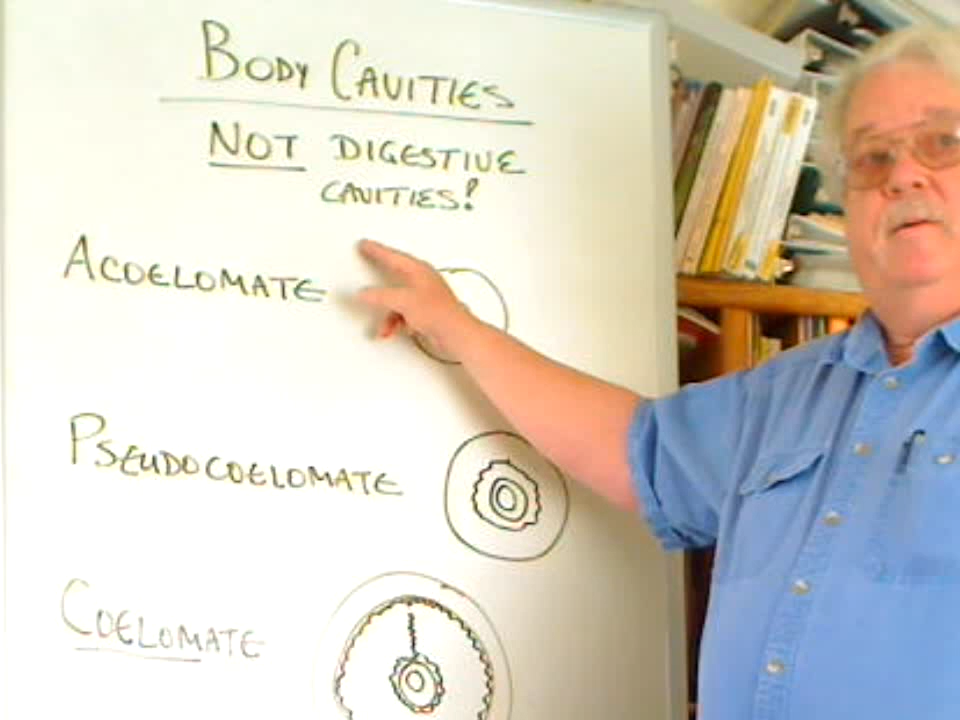 BODY CAVITIES
NOT DIGESTIVE
CAVITIES!
ACOELOMATE
PSEUDOCOELOMATE
COELOMATE